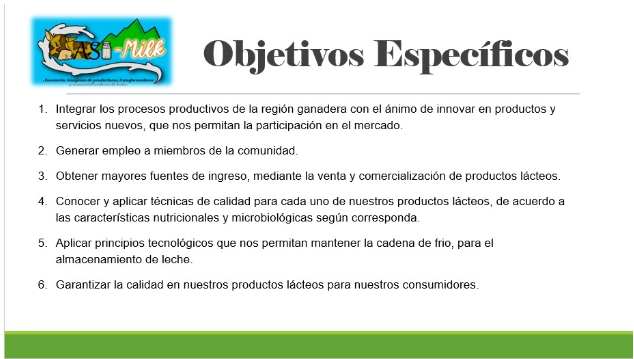 ASI-Milk
Objetivos Específicos
1. Integrar los procesos productivos de la región ganadera con el ánimo de innovar en productos y
servicios nuevos, que nos permitan la participación en el mercado.
2. Generar empleo a miembros de la comunidad.
3. Obtener mayores fuentes de ingreso, mediante la venta y comercialización de productos lácteos.
4. Conocer y aplicar técnicas de calidad para cada uno de nuestros productos lácteos, de acuerdo a
las características nutricionales y microbiológicas según corresponda.
5. Aplicar principios tecnológicos que nos permitan mantener la cadena de frio, para el
almacenamiento de leche.
6. Garantizar la calidad en nuestros productos lácteos para nuestros consumidores.